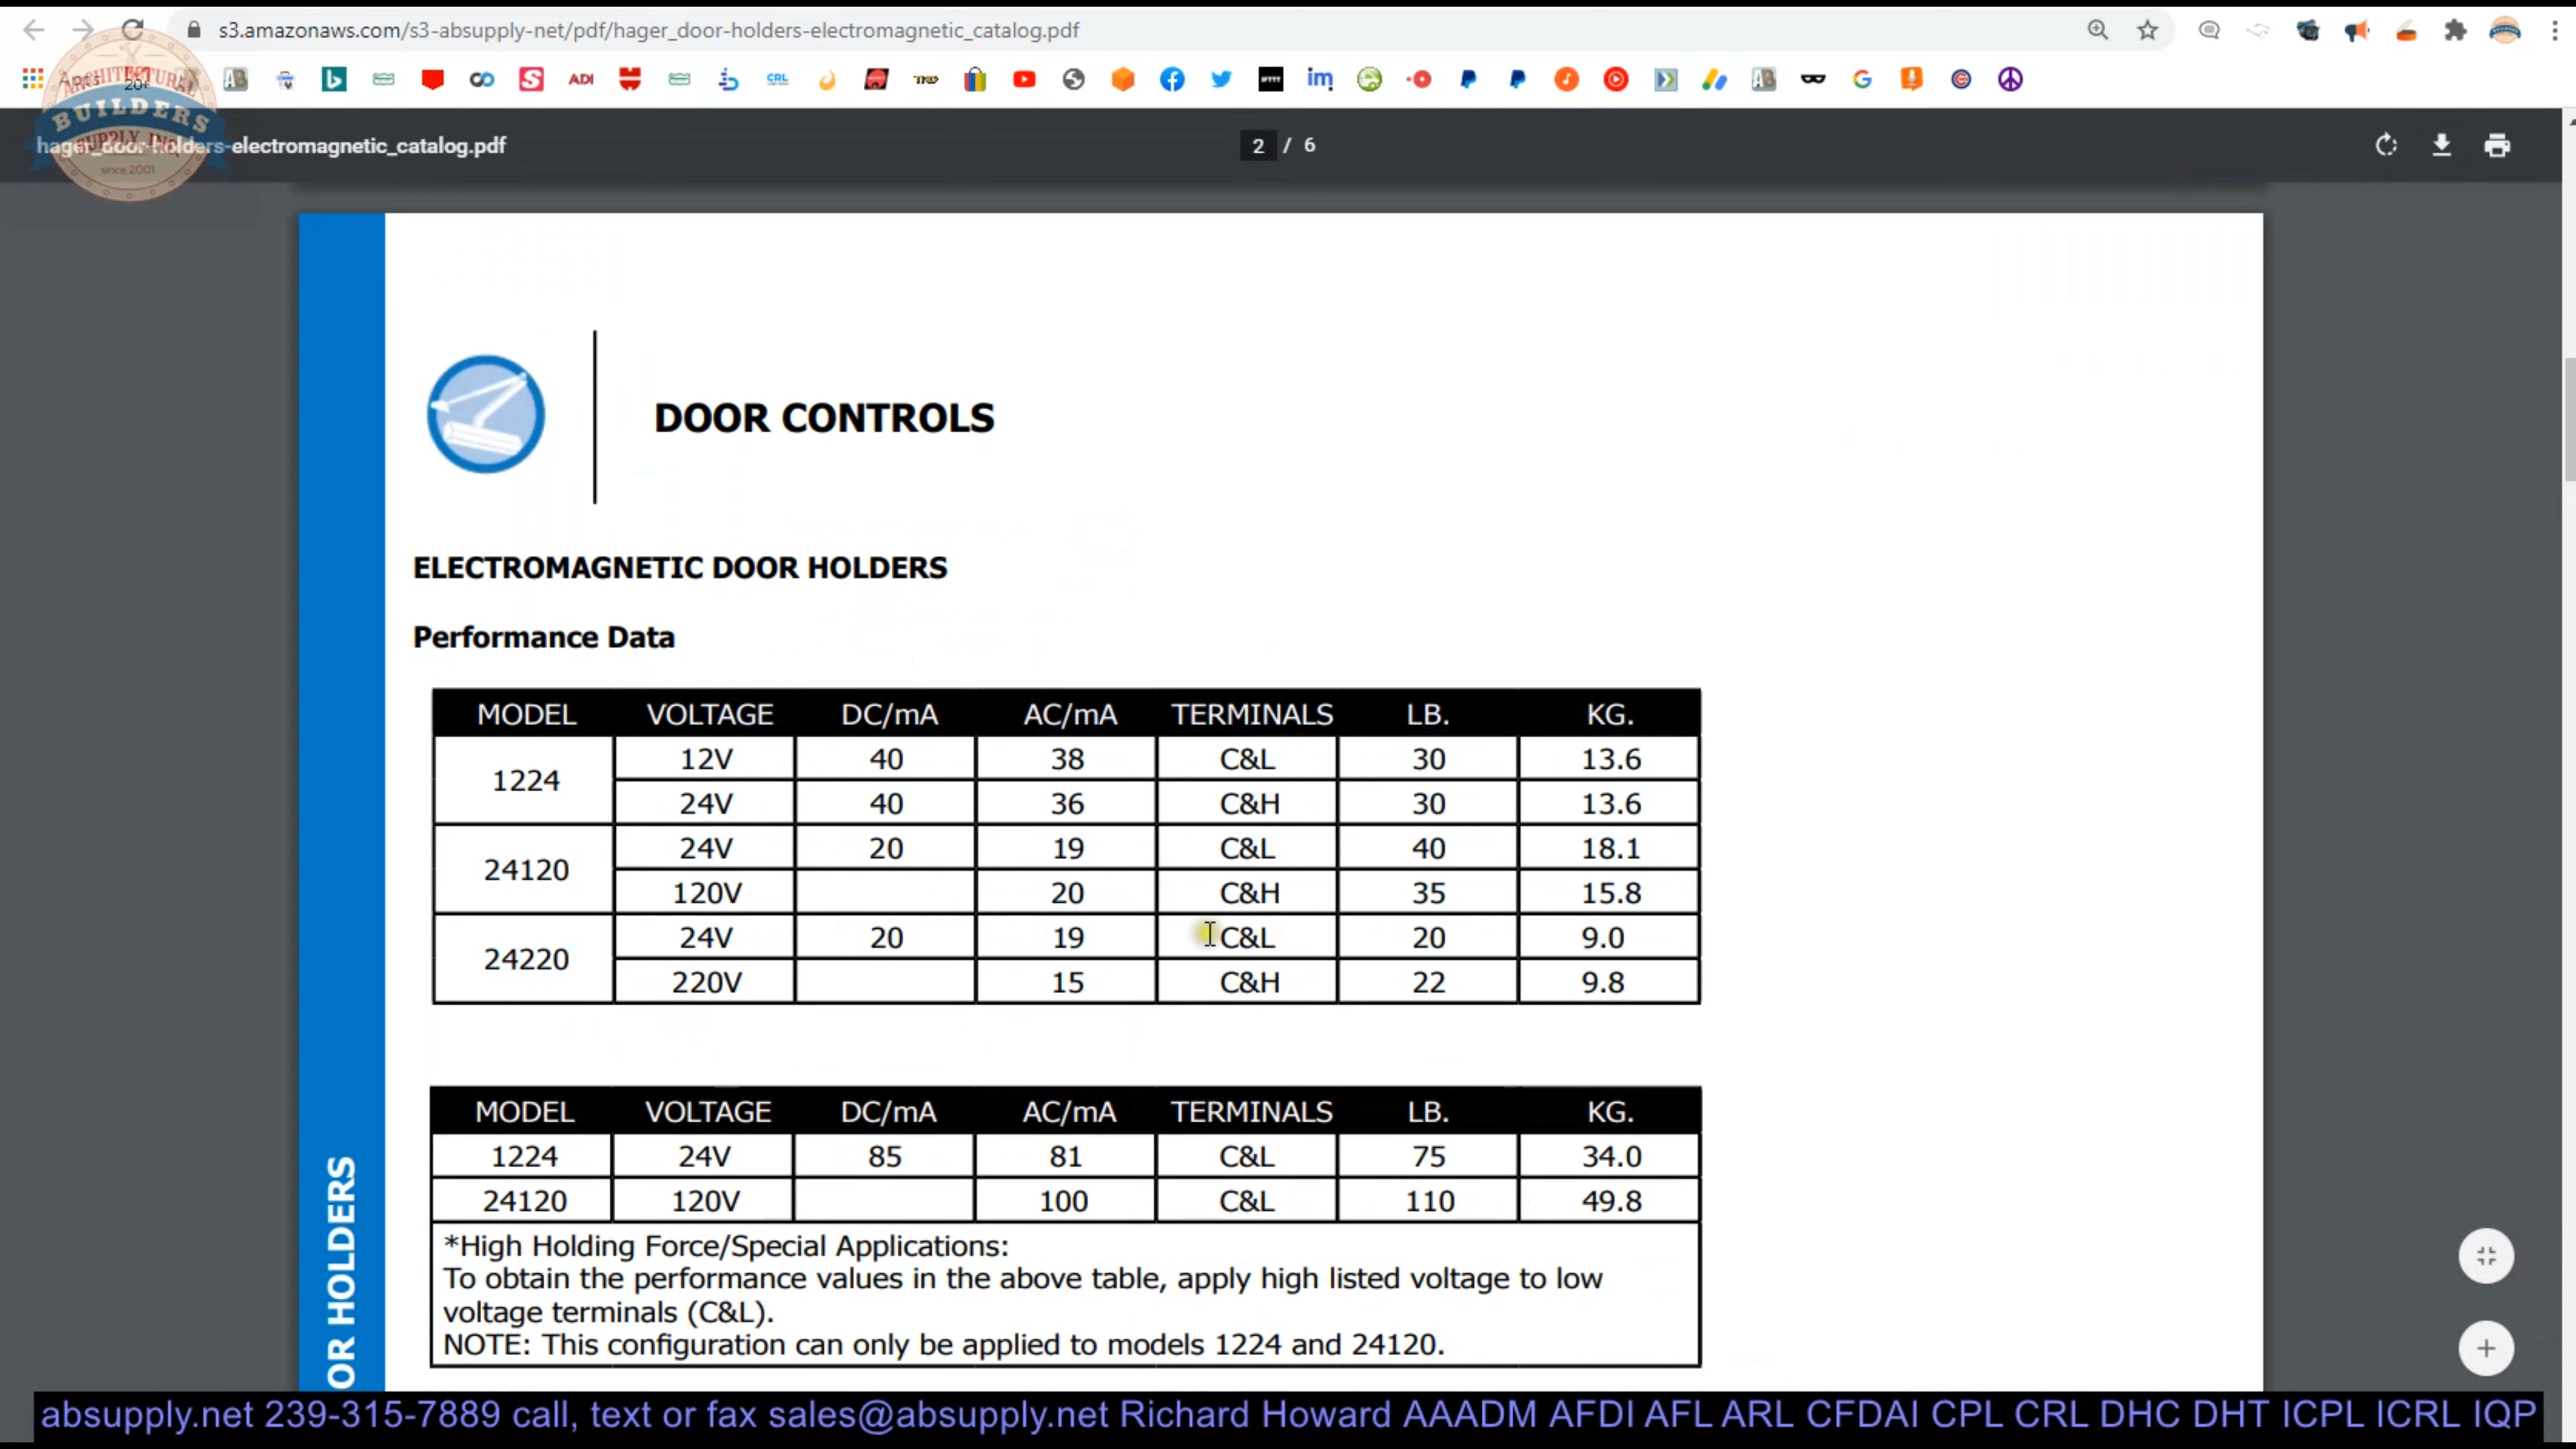 s3.amazonaws.com/s3-absupply-net/pdf/hager_door-holders-electromagnetic_catalog.pdf
BUILDERS
since 2001
hager_door-holders-electromagnetic_catalog.pdf
2 / 6
DOOR CONTROLS
ELECTROMAGNETIC DOOR HOLDERS
Performance Data
MODEL VOLTAGE DC/mA AC/mA TERMINALS LB. KG.
1224 12V 40 38 C&L 30 13.6
24V 40 36 C&H 30 13.6
24120 24V 20 19 C&L 40 18.1
120V 20 C&H 35 15.8
24220 24V 20 19 C&L 20 9.0
220V 15 C&H 22 9.8
MODEL VOLTAGE DC/mA AC/mA TERMINALS LB. KG.
1224 24V 85 81 C&L 75 34.0
24120 120V 100 C&L 110 49.8
*High Holding Force/Special Applications:
To obtain the performance values in the above table, apply high listed voltage to low
voltage terminals (C&L).
NOTE: This configuration can only be applied to models 1224 and 24120.
OR HOLDERS
absupply.net 239-315-7889 call, text or fax sales@absupply.net Richard Howard AAADM AFDI AFL ARL CFDAI CPL CRL DHC DHT ICPL ICRL IQP